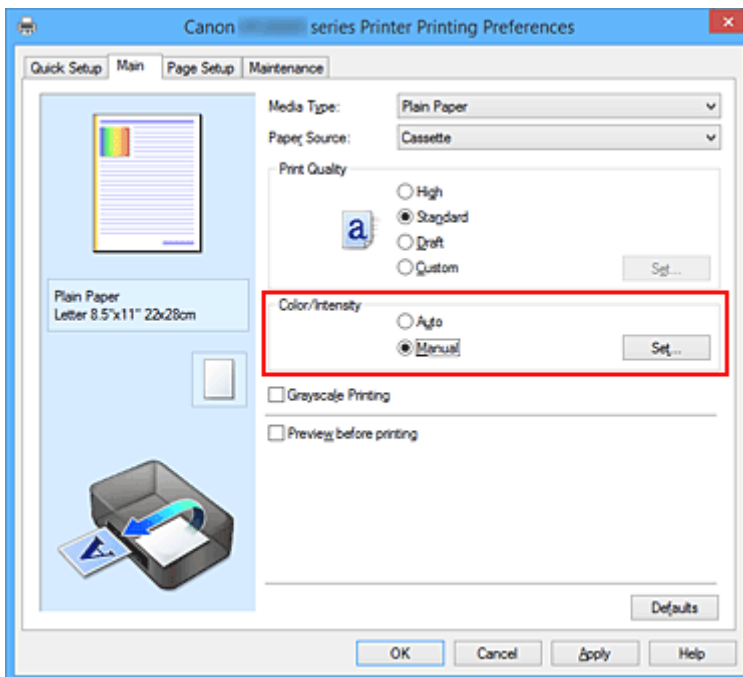 Canon series Printer Printing Preferences
Quick Setup Main Page Setup Maintenance
Media Type: Plain Paper
Paper Source: Cassette
Print Quality
High
Standard
Draft
Custom Set...
a
Plain Paper
Letter 8.5"x11" 22x28cm
Color/Intensity
Auto
Manual Set...
Grayscale Printing
Preview before printing
A
Defaults
OK Cancel Apply Help